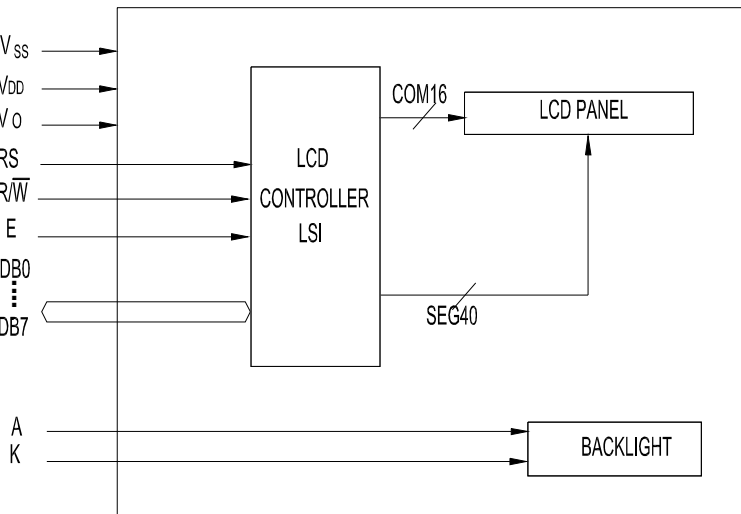 VSS
VDD
VO
RS
R/W̅
E
DB0
DB7
A
K
LCD
CONTROLLER
LSI
COM16
SEG40
LCD PANEL
BACKLIGHT